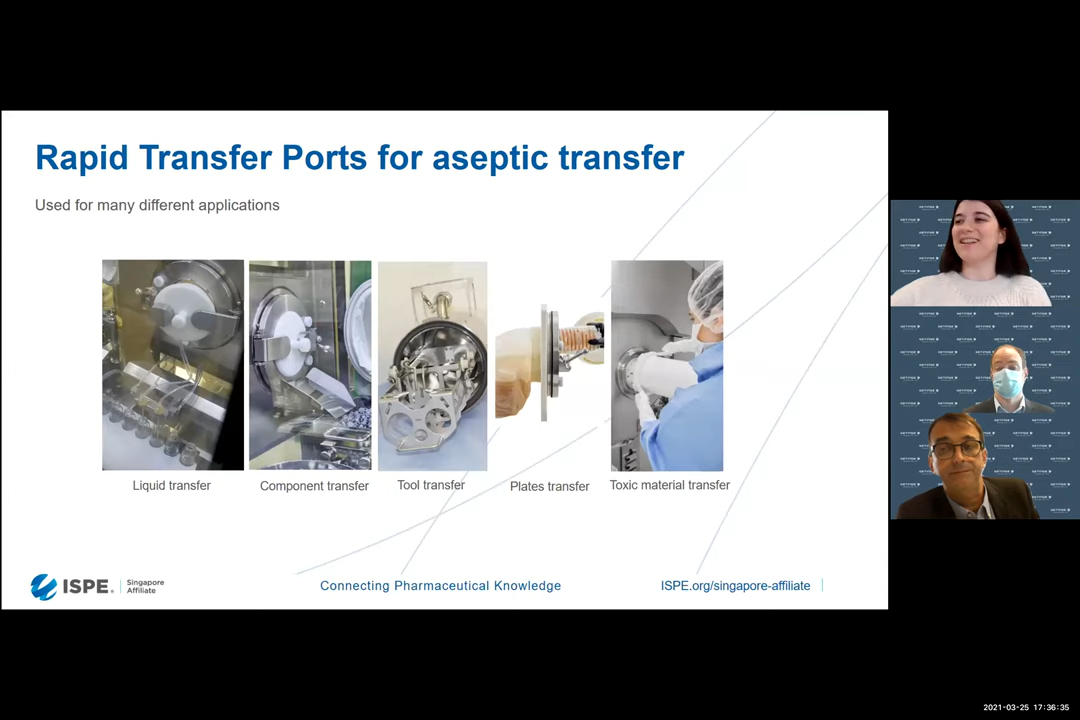 Rapid Transfer Ports for aseptic transfer
Used for many different applications
Liquid transfer
Component transfer
Tool transfer
Plates transfer
Toxic material transfer
ISPE.
Singapore
Affiliate
Connecting Pharmaceutical Knowledge
ISPE.org/singapore-affiliate
2021-03-25 17:36:35